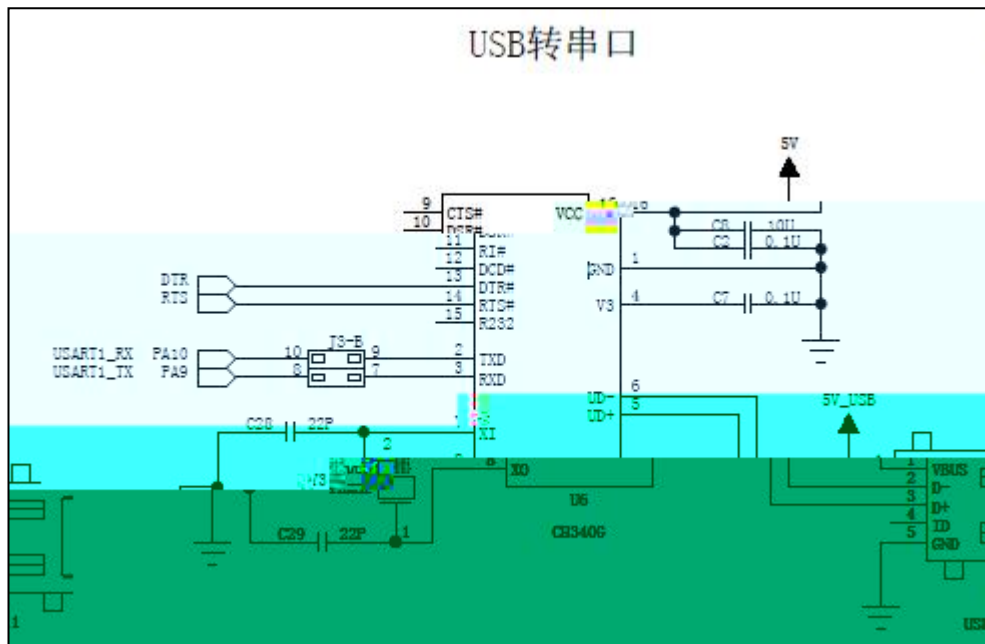 USB转串口
5V
9
CTS#
VCC
10
DSR#
C8
10U
11
RI#
C2
0.1U
12
DCD#
GND
1
DTR
13
DTR#
RTS
14
RTS#
V3
4
C7
0.1U
15
R232
J3-B
USART1_RX
PA10
10
9
2
TXD
USART1_TX
PA9
8
7
3
RXD
6
UD-
5
UD+
5V_USB
C28
22P
XI
2
1
VBUS
XO
2
D-
U6
3
D+
4
ID
C29
22P
1
CH340G
5
GND
1